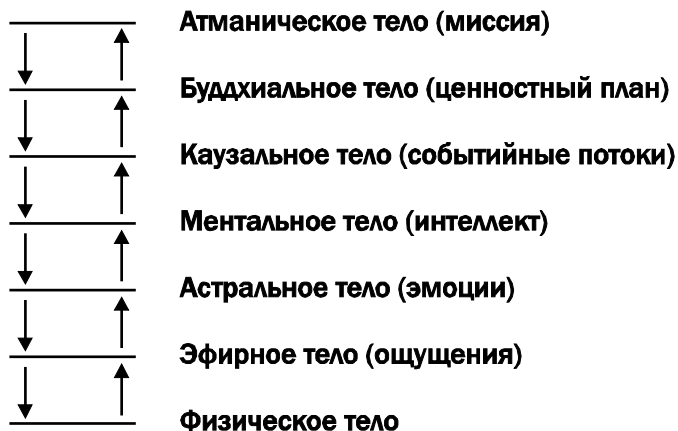 Атманическое тело (миссия)
Буддхиальное тело (ценностный план)
Каузальное тело (событийные потоки)
Ментальное тело (интеллект)
Астральное тело (эмоции)
Эфирное тело (ощущения)
Физическое тело